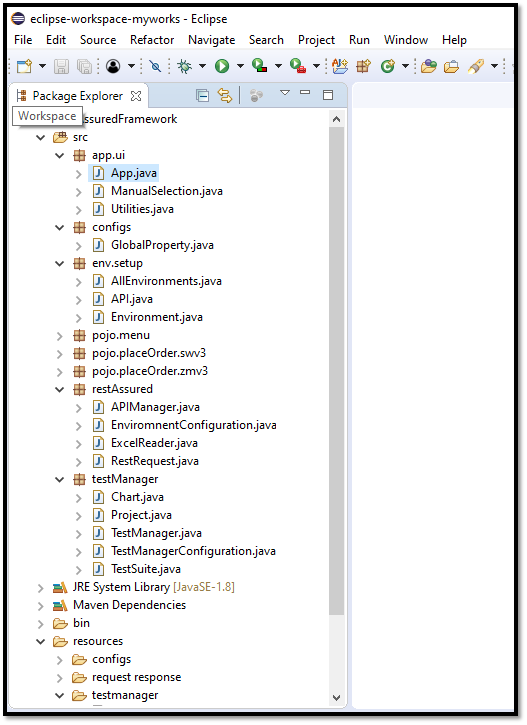 eclipse-workspace-myworks - Eclipse
File Edit Source Refactor Navigate Search Project Run Window Help
Package Explorer
Workspace
ssuredFramework
src
app.ui
App.java
ManualSelection.java
Utilities.java
configs
GlobalProperty.java
env.setup
AllEnvironments.java
API.java
Environment.java
pojo.menu
pojo.placeOrder.swv3
pojo.placeOrder.zmv3
restAssured
APIManager.java
EnviromnentConfiguration.java
ExcelReader.java
RestRequest.java
testManager
Chart.java
Project.java
TestManager.java
TestManagerConfiguration.java
TestSuite.java
JRE System Library [JavaSE-1.8]
Maven Dependencies
bin
resources
configs
request response
testmanager